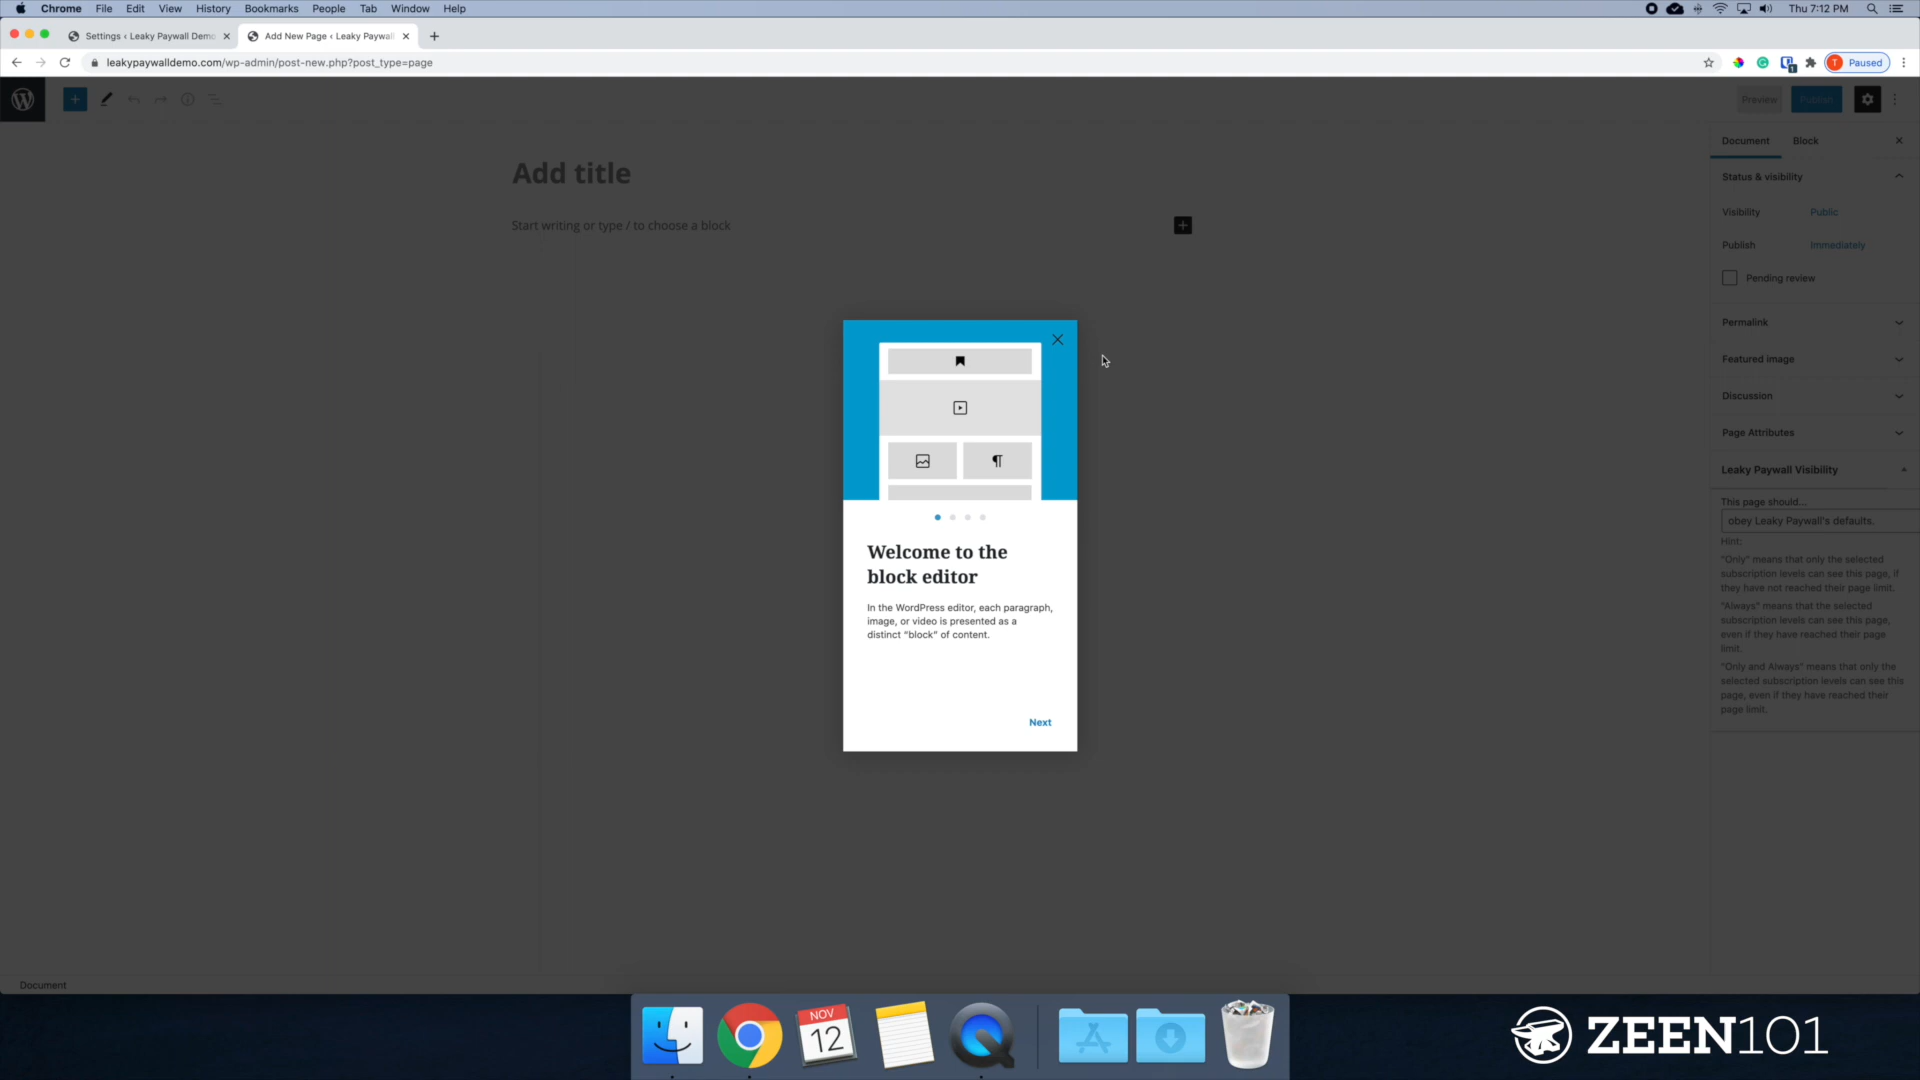 Chrome File Edit View History Bookmarks People Tab Window Help
Thu 7:12 PM
Settings ‹ Leaky Paywall Demo
Add New Page ‹ Leaky Paywall
leakypaywalldemo.com/wp-admin/post-new.php?post_type=page
T Paused
Preview
Publish
Document
Block
Add title
Status & visibility
Start writing or type / to choose a block
Visibility
Public
Publish
Immediately
Pending review
Permalink
Featured image
Discussion
Page Attributes
Leaky Paywall Visibility
This page should...
obey Leaky Paywall's defaults.
Hint:
"Only" means that only the selected
subscription levels can see this page, if
they have not reached their page limit.
"Always" means that the selected
subscription levels can see this page,
even if they have reached their page
limit.
"Only and Always" means that only the
selected subscription levels can see this
page, even if they have reached their
page limit.
Welcome to the
block editor
In the WordPress editor, each paragraph,
image, or video is presented as a
distinct “block” of content.
Next
Document
NOV
12
ZEEN101